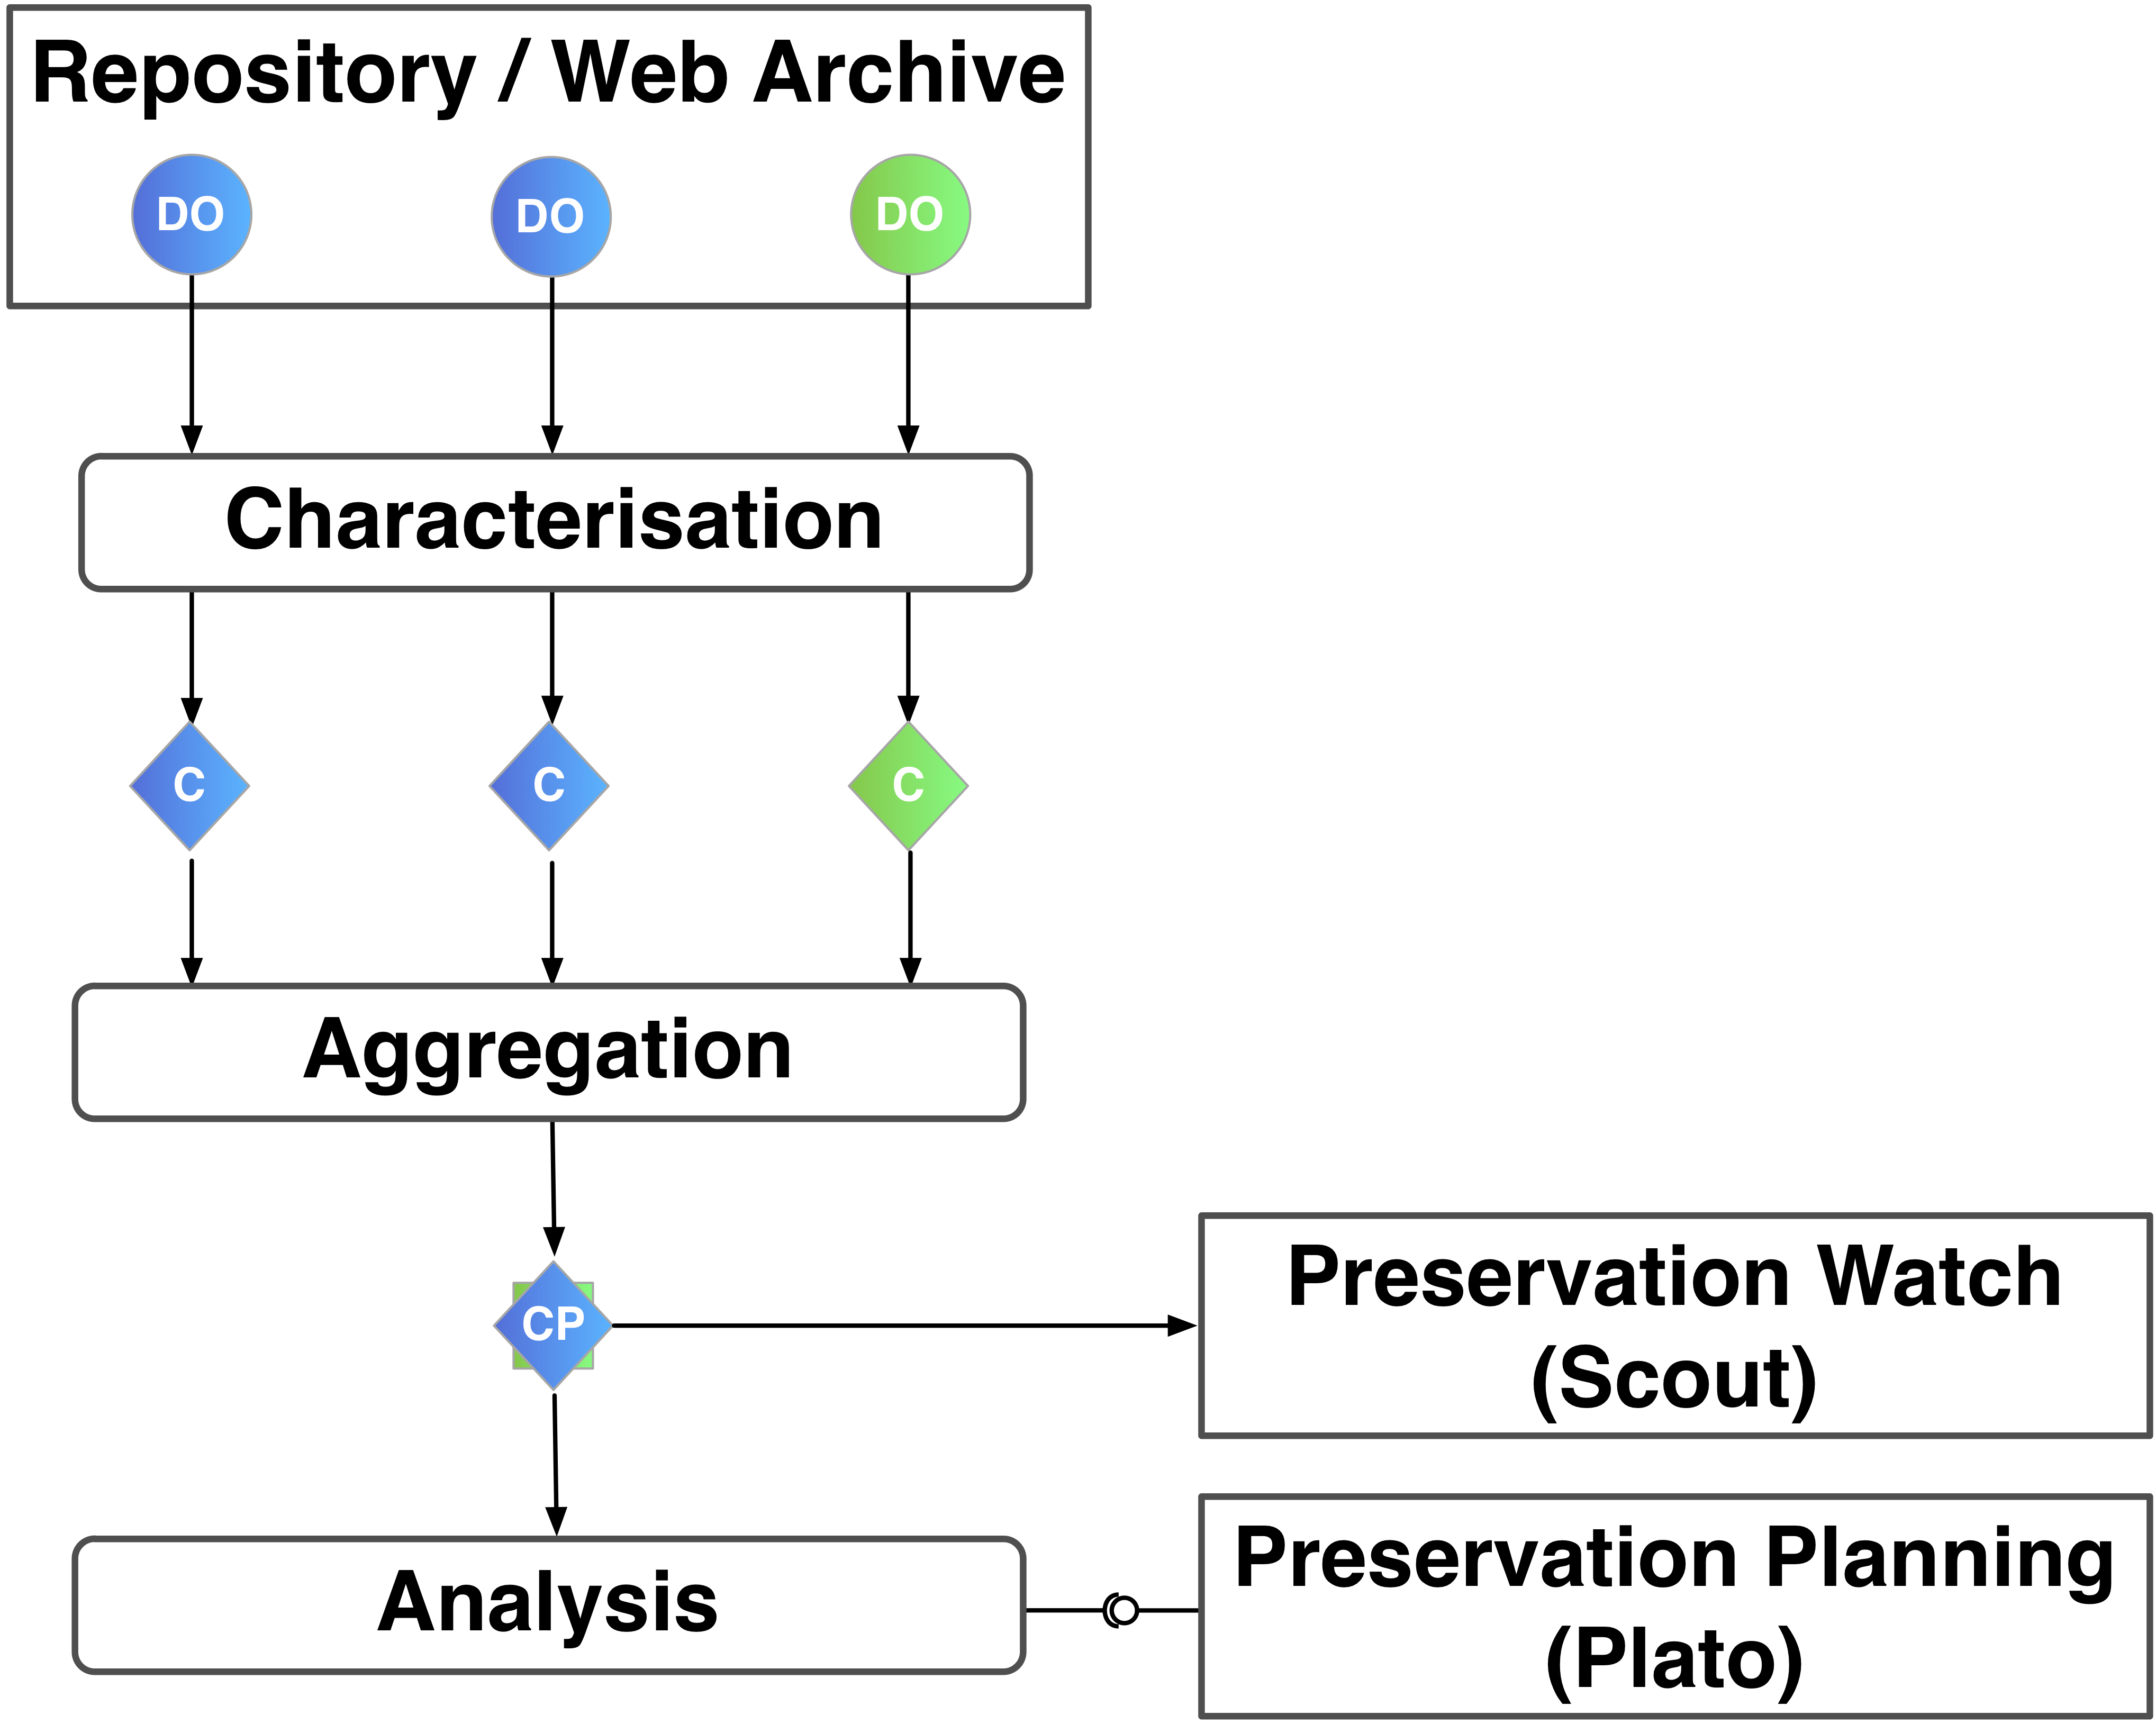 Repository / Web Archive
DO DO DO
Characterisation
C C C
Aggregation
CP
Preservation Watch
(Scout)
Analysis
Preservation Planning
(Plato)